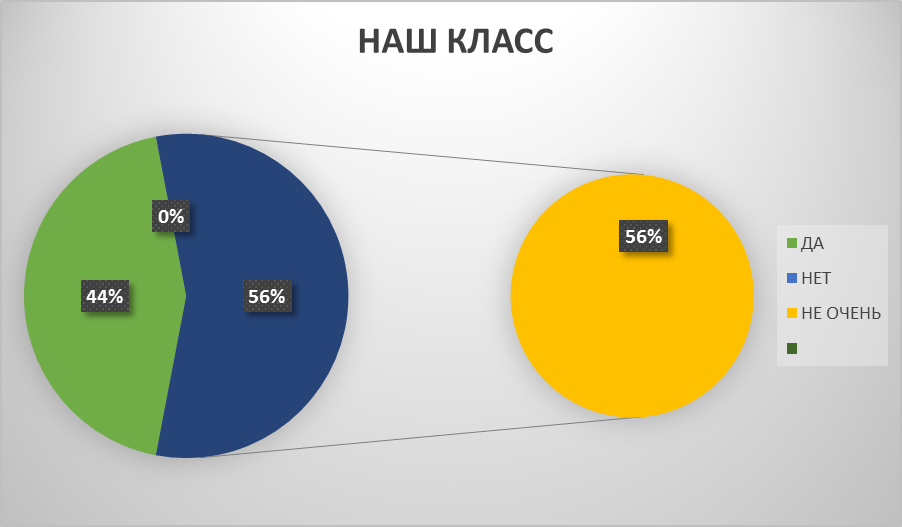 НАШ КЛАСС
0%
44%
56%
56%
ДА
НЕТ
НЕ ОЧЕНЬ